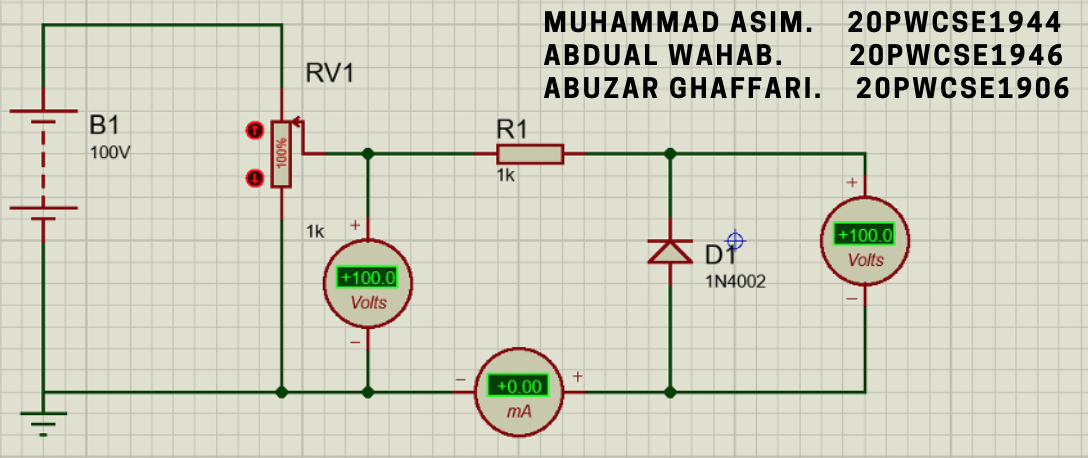 MUHAMMAD ASIM. 20PWCSE1944
ABDUAL WAHAB. 20PWCSE1946
ABUZAR GHAFFARI. 20PWCSE1906
RV1
B1
100V
100%
1k
R1
1k
+
+100.0
Volts
−
+
+100.0
Volts
−
D1
1N4002
−
+0.00
mA
+